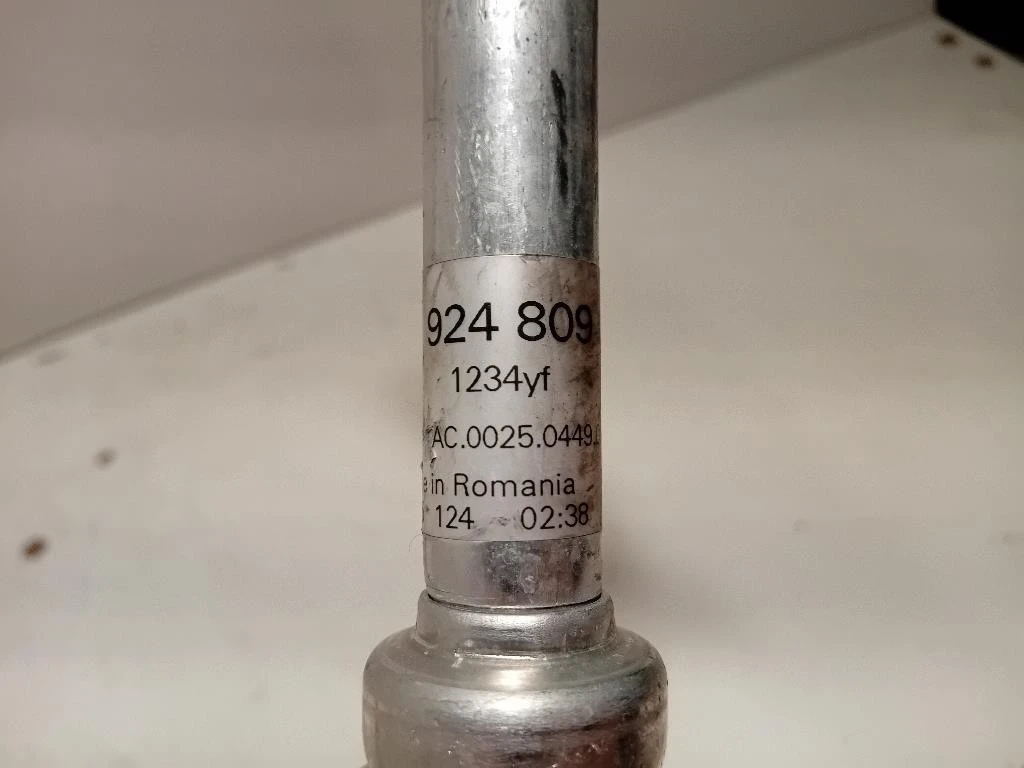 924 809
1234yf
AC.0025.0449.
in Romania
124 02:38